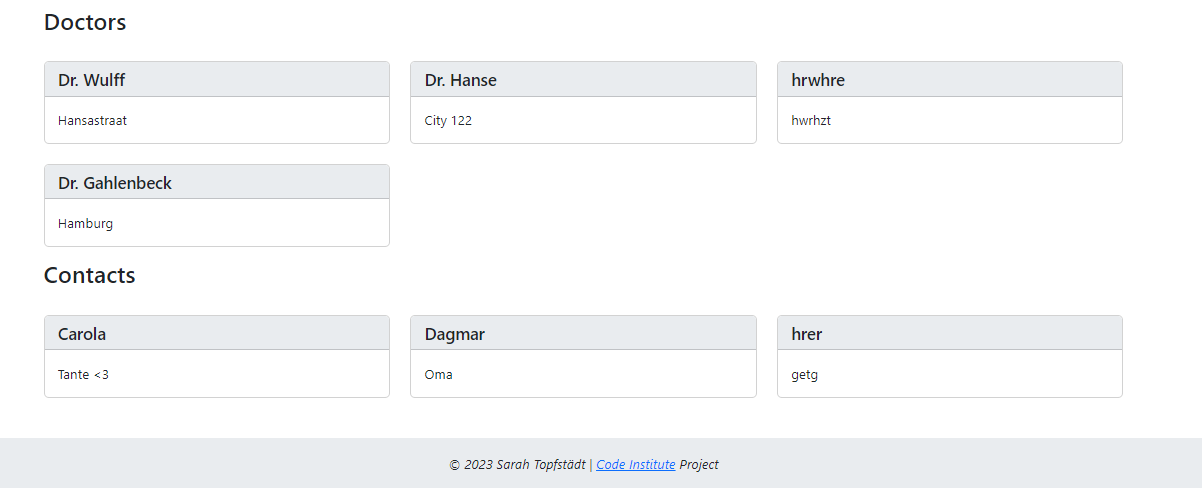 Doctors
Dr. Wulff
Hansastraat
Dr. Hanse
City 122
hrwhre
hwrhzt
Dr. Gahlenbeck
Hamburg
Contacts
Carola
Tante <3
Dagmar
Oma
hrer
getg
© 2023 Sarah Topfstädt | Code Institute Project